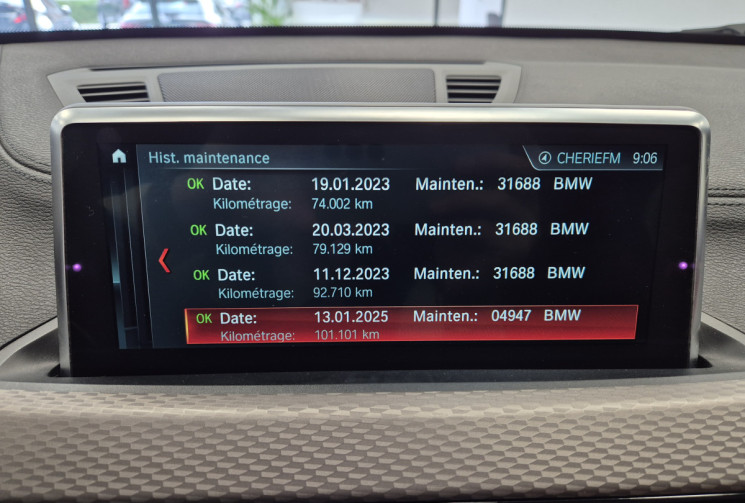 Hist. maintenance 4 CHERIEFM 9:06
OK Date: 19.01.2023 Mainten.: 31688 BMW
Kilométrage: 74.002 km
OK Date: 20.03.2023 Mainten.: 31688 BMW
Kilométrage: 79.129 km
OK Date: 11.12.2023 Mainten.: 31688 BMW
Kilométrage: 92.710 km
OK Date: 13.01.2025 Mainten.: 04947 BMW
Kilométrage: 101.101 km